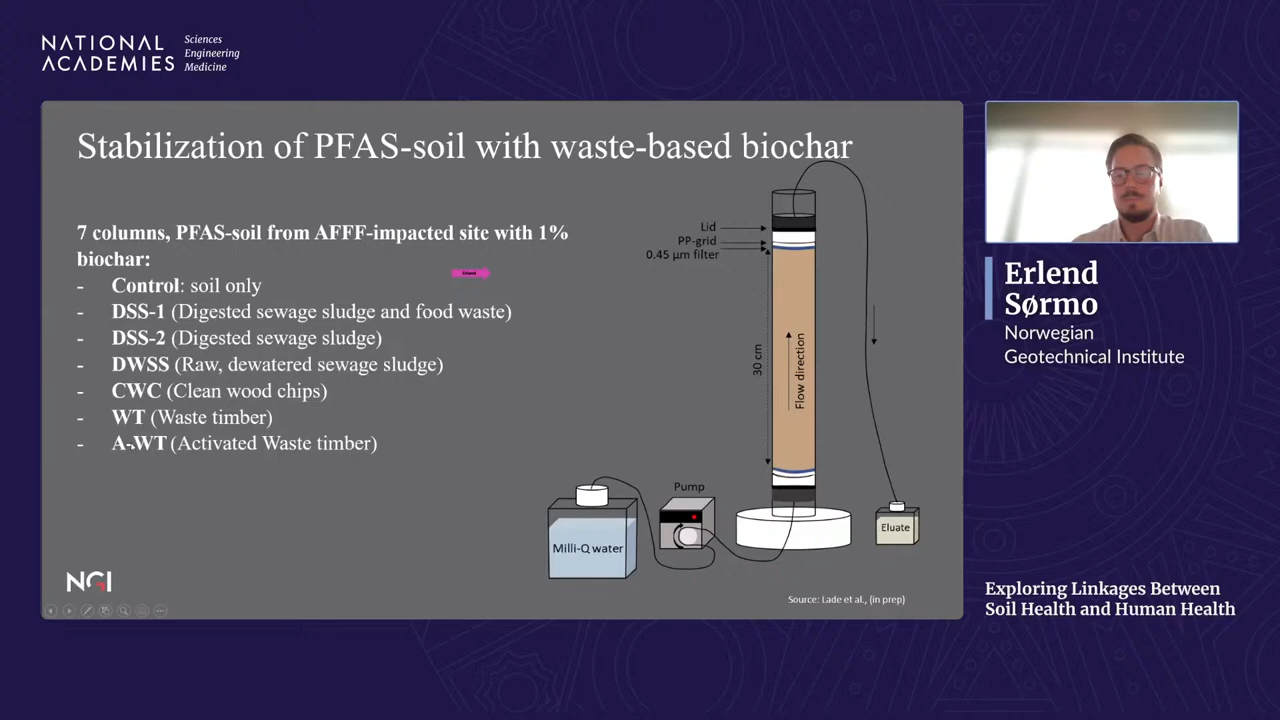 NATIONAL
ACADEMIES
Sciences
Engineering
Medicine
Stabilization of PFAS-soil with waste-based biochar
7 columns, PFAS-soil from AFFF-impacted site with 1%
biochar:
- Control: soil only
- DSS-1 (Digested sewage sludge and food waste)
- DSS-2 (Digested sewage sludge)
- DWSS (Raw, dewatered sewage sludge)
- CWC (Clean wood chips)
- WT (Waste timber)
- A-WT (Activated Waste timber)
Lid
PP-grid
0.45 µm filter
30 cm
Flow direction
Pump
Milli-Q water
Eluate
Source: Lade et al., (in prep)
NGI
Erlend
Sørmo
Norwegian
Geotechnical Institute
Exploring Linkages Between
Soil Health and Human Health